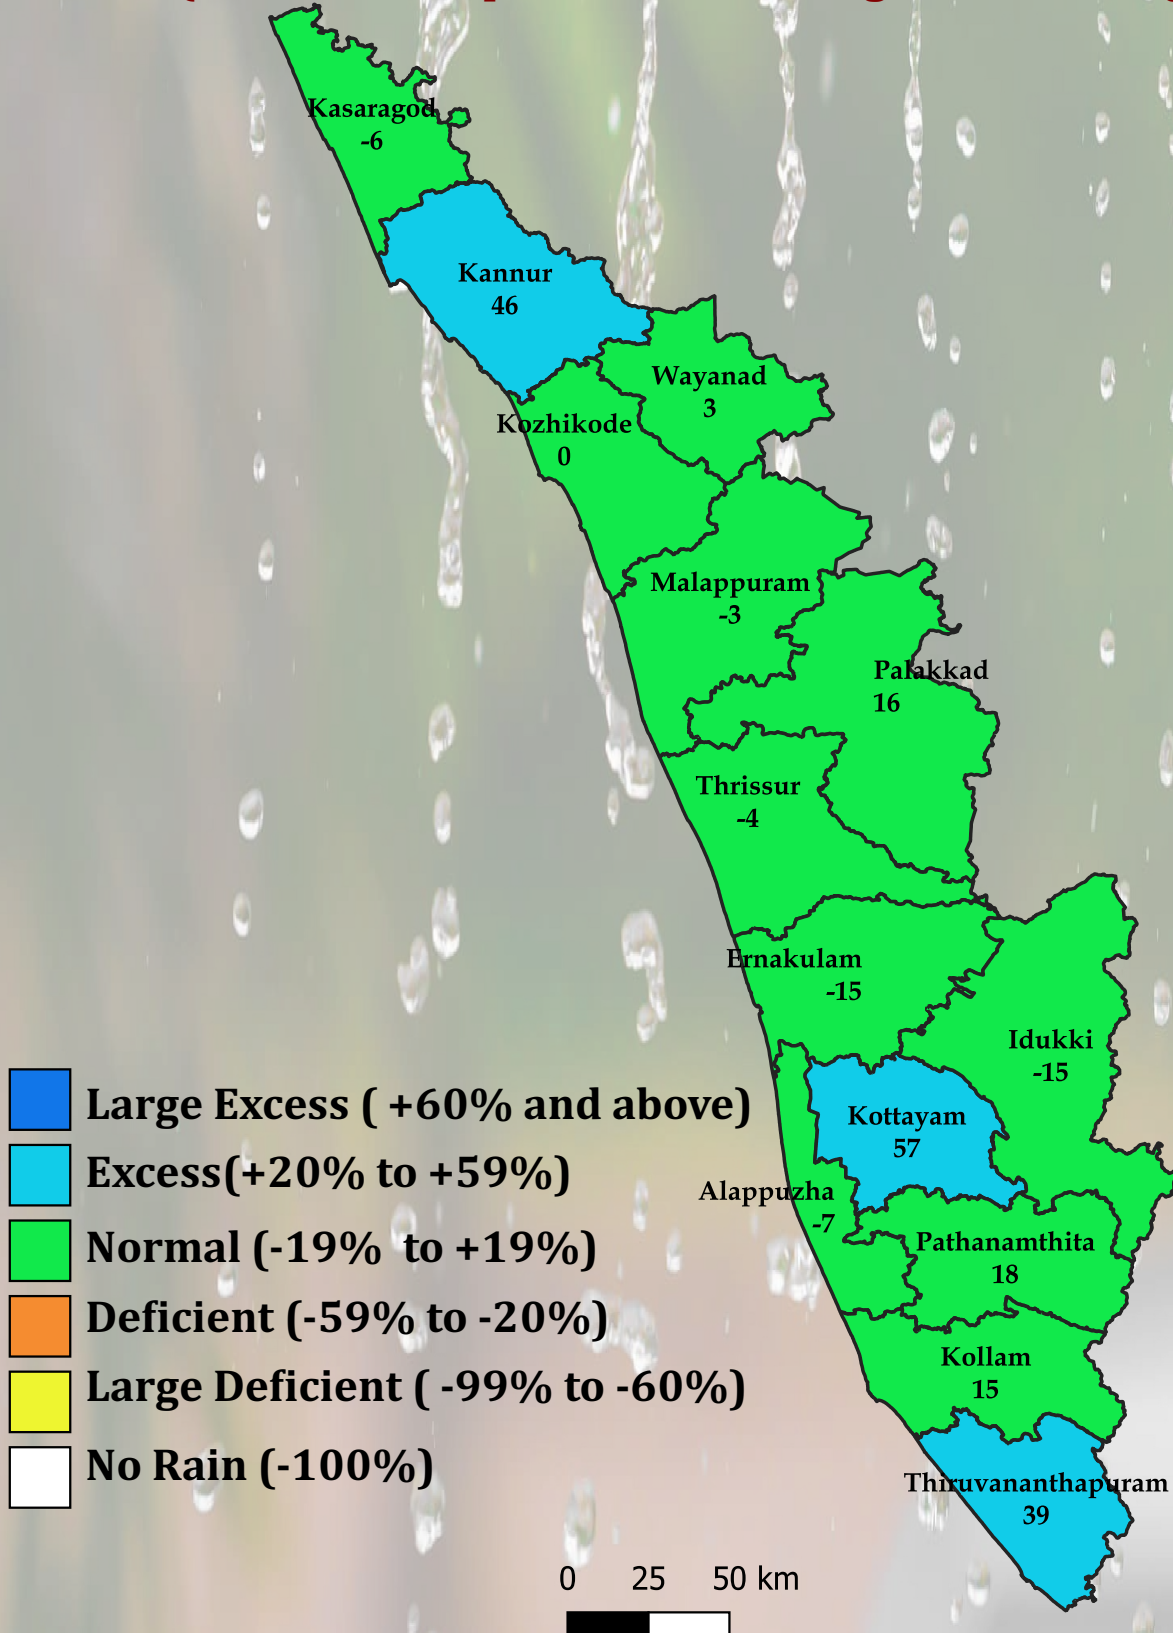 Kasaragod
-6
Kannur
46
Wayanad
3
Kozhikode
0
Malappuram
-3
Palakkad
16
Thrissur
-4
Ernakulam
-15
Idukki
-15
Kottayam
57
Alappuzha
-7
Pathanamthita
18
Kollam
15
Thiruvananthapuram
39
Large Excess ( +60% and above)
Excess(+20% to +59%)
Normal (-19% to +19%)
Deficient (-59% to -20%)
Large Deficient ( -99% to -60%)
No Rain (-100%)
0 25 50 km